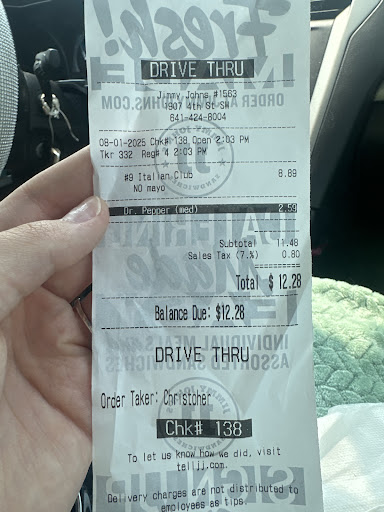 DRIVE THRU
Jimmy Johns #1563
1907 4th St SW
641-424-8004
08-01-2025 Chk# 138 Open 2:03 PM
Tkr 332 Reg# 4 2:03 PM
#9 Italian Club 8.89
NO mayo
Dr. Pepper (med) 2.59
Subtotal 11.48
Sales Tax (7.%) 0.80
Total $ 12.28
Balance Due: $12.28
DRIVE THRU
Order Taker: Christoher
Chk# 138
To let us know how we did, visit
telljj.com.
Delivery charges are not distributed to
employees as tips.